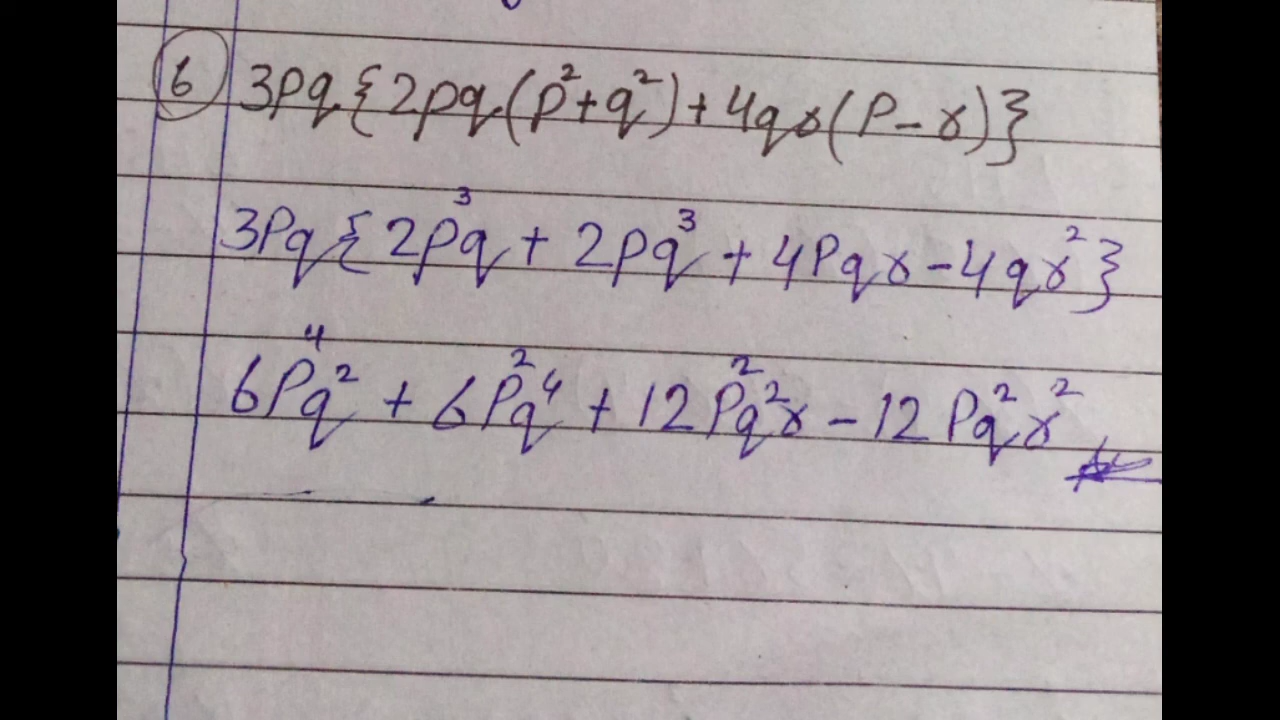 6 3pq{2pq(p²+q²)+4qr(p-r)}
3pq{2p³q+2pq³+4pqr-4qr²}
6p⁴q²+6p²q⁴+12p²q²r-12pq²r²